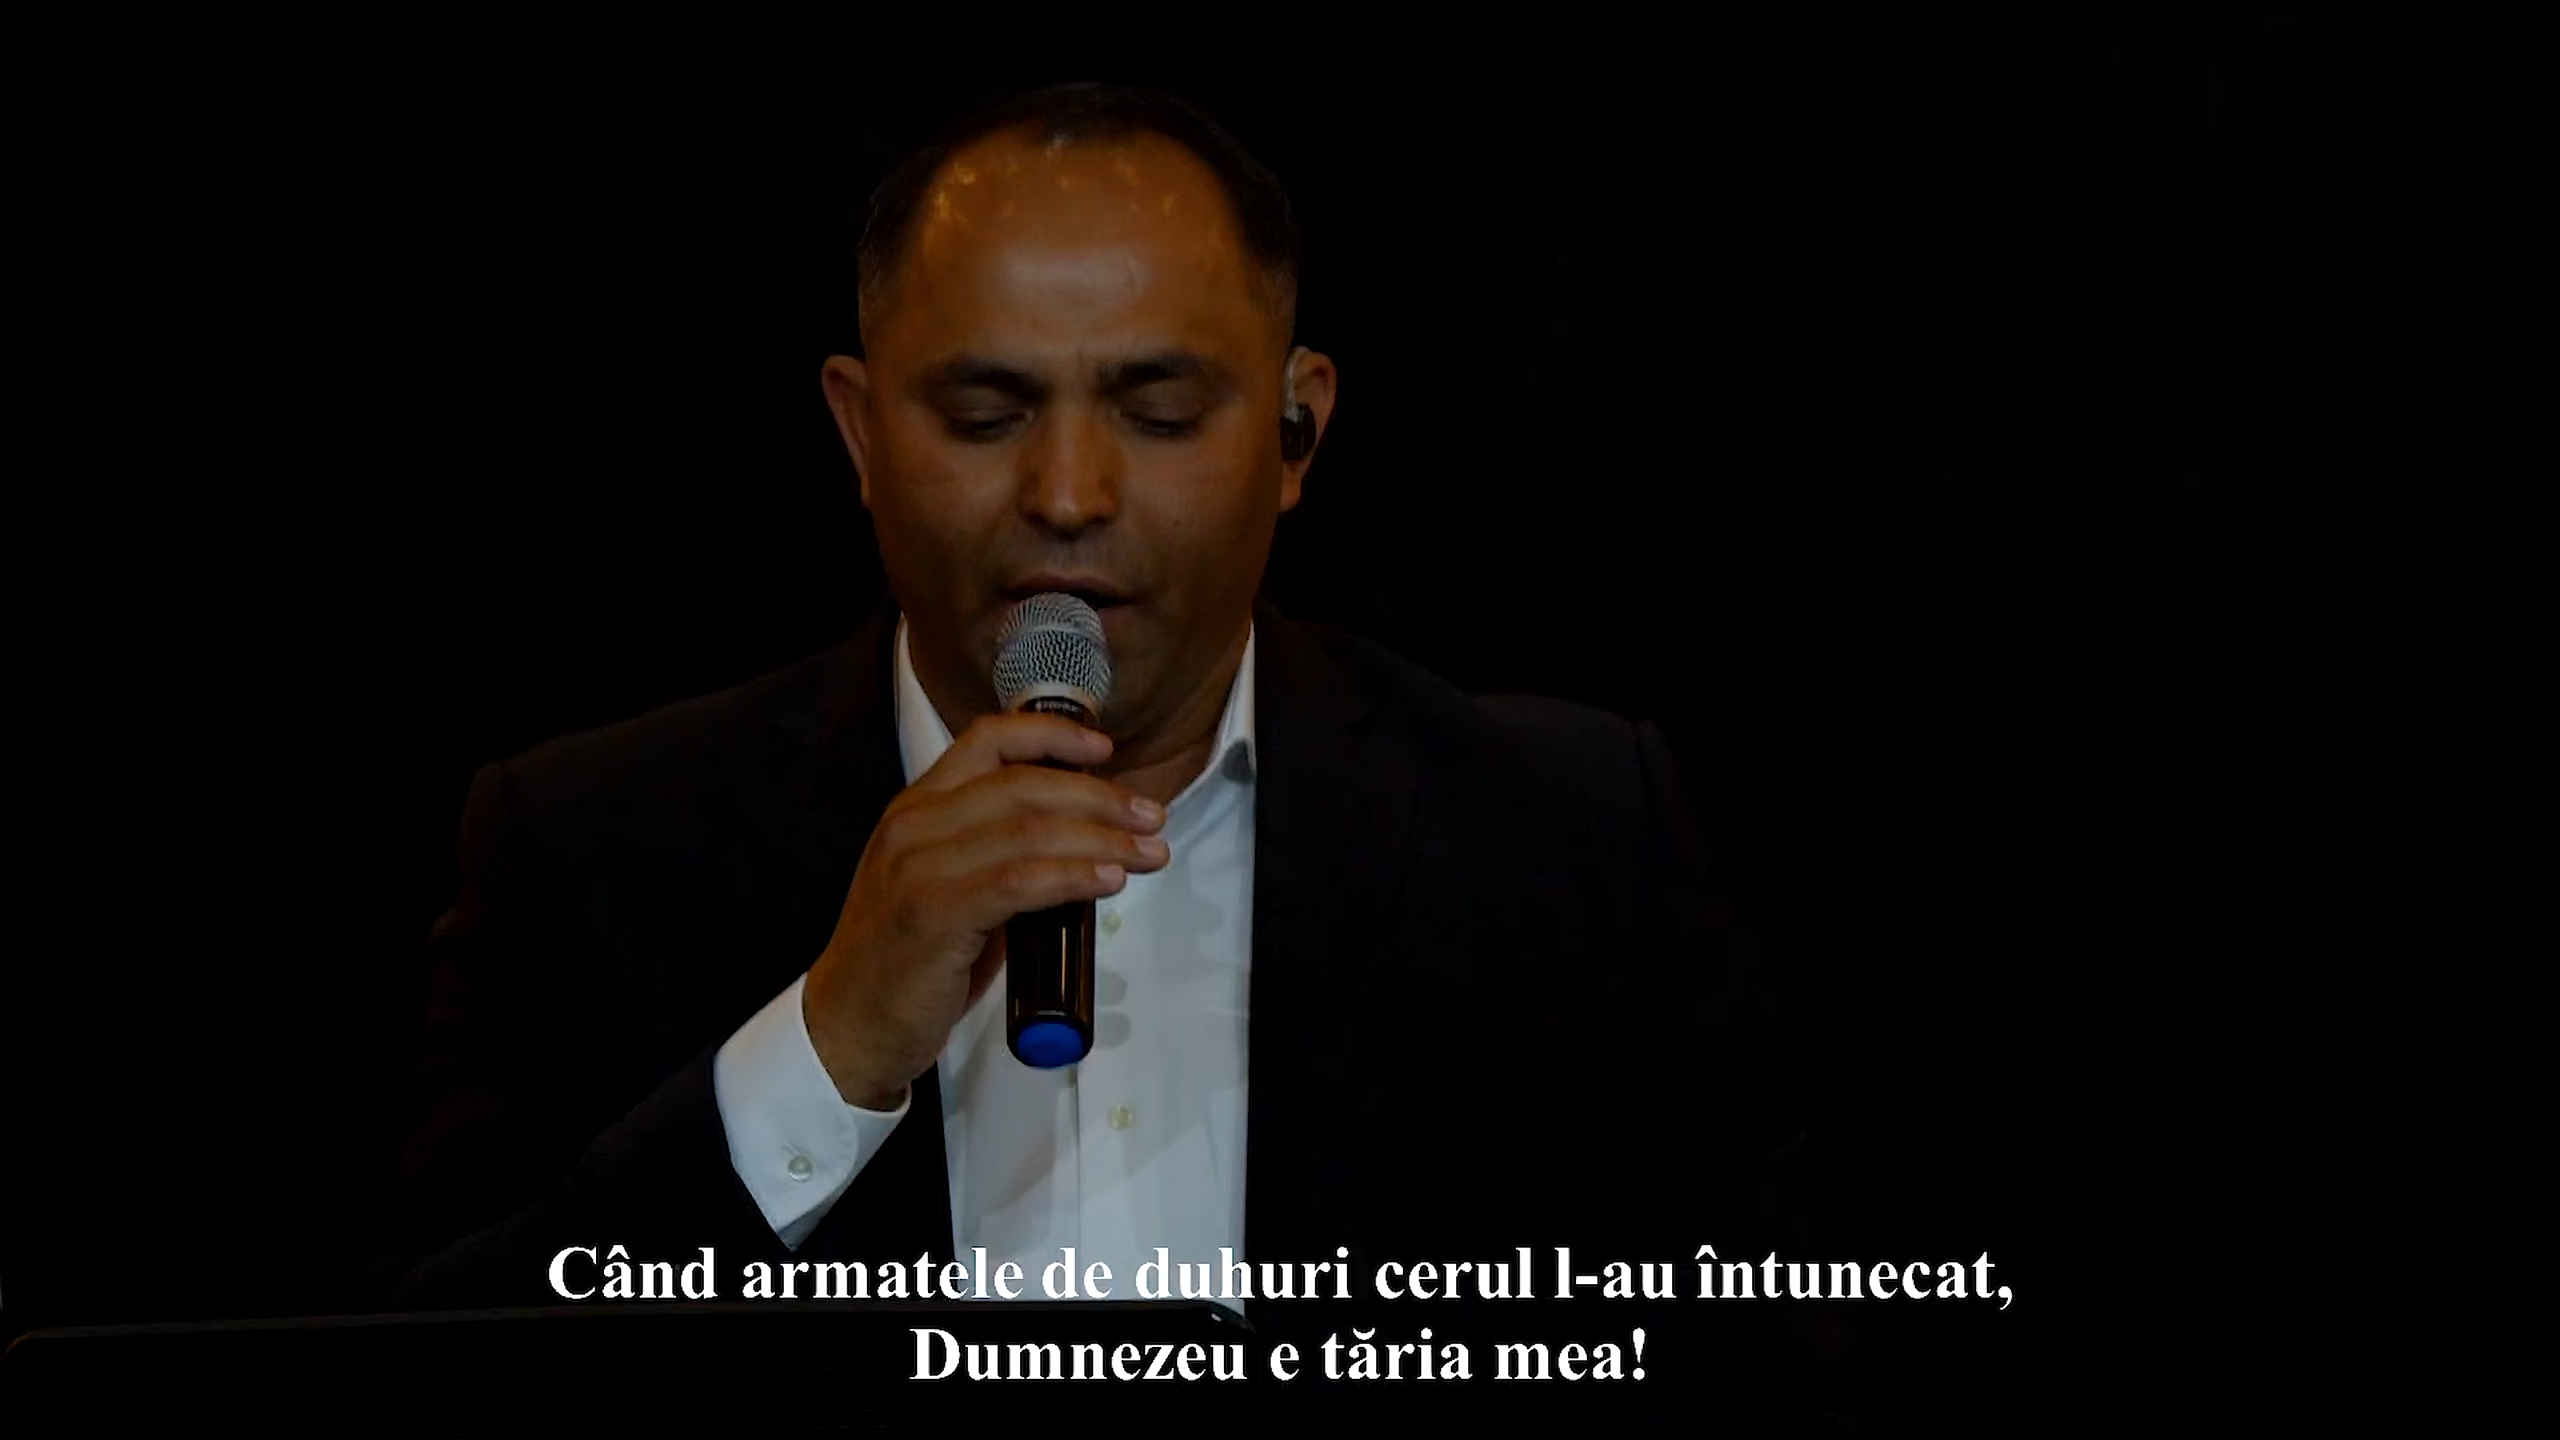 Când armatele de duhuri cerul l-au întunecat,
Dumnezeu e tăria mea!